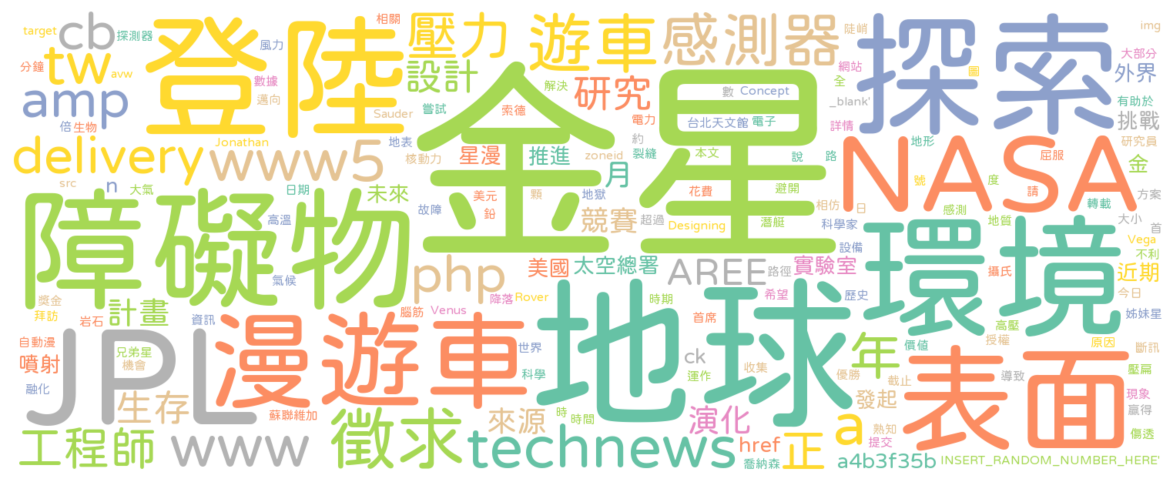 target
相關
cb
探測器
tw
分鐘
avw
amp
登陸
風力
數據
邁向
倍
生物
Sauder
壓力
設計
嘗試
遊車
感測器
解決
索德
研究
電力
探索
陡峭
img
大部分
網站
外界
全
圖
_blank'
有助於
詳情
挑戰
研究員
delivery
Jonathan
www5
地表
核動力
src
n
大氣
日期
未來
星漫
推進
zoneid
約
裂縫
月
美元
顆
地獄
鉛
競賽
超過
故障
高溫
金星
數
Concept
台北天文館
電子
本文
說
路
花費
避開
相仿
日
Designing
潛艇
科學家
設備
NASA
地形
屈服
金
號
度
請
方案
轉載
感測
地質
大小
首
障礙物
氣候
php
美國
太空總署
AREE
路徑
實驗室
環境
Vega
不利
攝氏
近期
獎金
拜訪
岩石
計畫
資訊
腦筋
降落
Rover
Venus
時期
首席
希望
歷史
高壓
今日
姊妹星
自動漫
噴射
融化
兄弟星
機會
JPL
漫遊車
世界
科學
地球
ck
運作
收集
年
價值
授權
原因
斷訊
優勝
截止
導致
壓扁
現象
贏得
生存
蘇聯維加
來源
時
時間
演化
發起
表面
工程師
www
徵求
technews
href
喬納森
正
a
熟知
提交
傷透
a4b3f35b
INSERT_RANDOM_NUMBER_HERE'